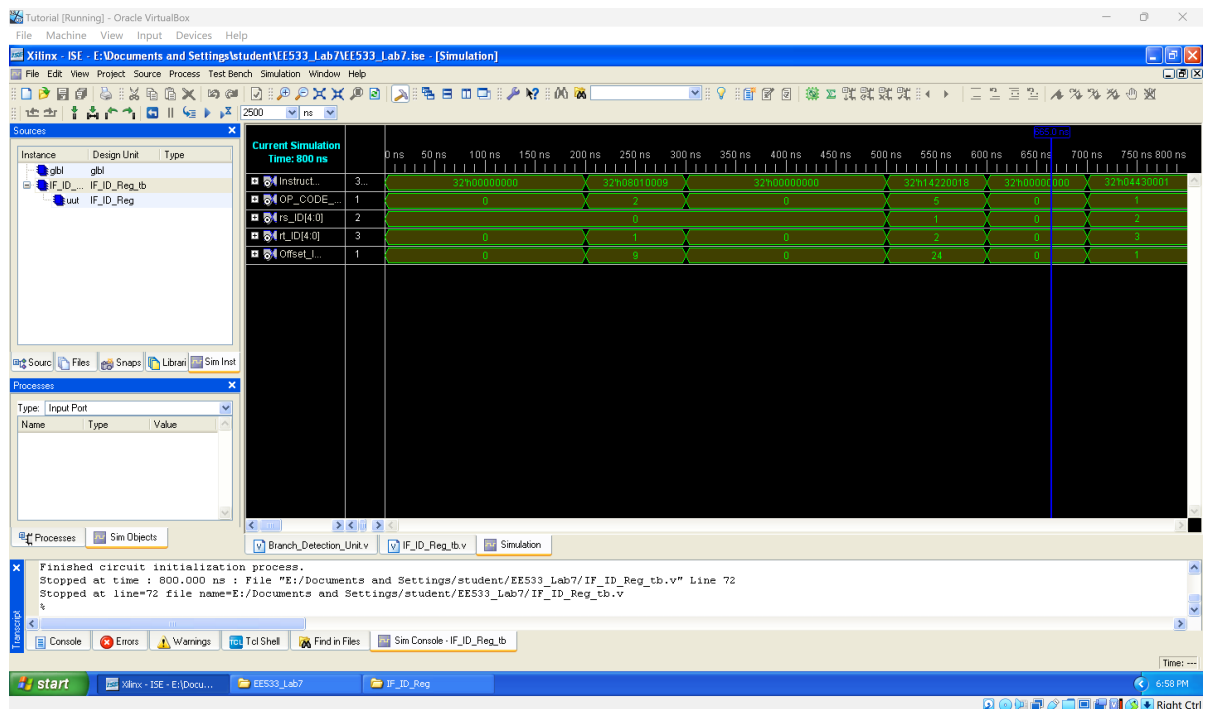 Tutorial [Running] - Oracle VirtualBox
File Machine View Input Devices Help
Xilinx - ISE - E:\Documents and Settings\student\EE533_Lab7\EE533_Lab7.ise - [Simulation]
File Edit View Project Source Process Test Bench Simulation Window Help
2500 ns
Sources
Instance Design Unit Type
glbl glbl
IF_ID_... IF_ID_Reg_tb
uut IF_ID_Reg
Sourc Files Snaps Librari Sim Inst
Processes
Type: Input Port
Name Type Value
Processes Sim Objects
Current Simulation
Time: 800 ns
0 ns 50 ns 100 ns 150 ns 200 ns 250 ns 300 ns 350 ns 400 ns 450 ns 500 ns 550 ns 600 ns 650 ns 700 ns 750 ns 800 ns
Instruct... 3... 32'h00000000 32'h08010009 32'h00000000 32'h14220018 32'h00000000 32'h04430001
OP_CODE_... 1 0 2 0 5 0 1
rs_ID[4:0] 2 0 1 0 2
rt_ID[4:0] 3 0 1 0 2 0 3
Offset_I... 1 0 9 0 24 0 1
Branch_Detection_Unit.v IF_ID_Reg_tb.v Simulation
Finished circuit initialization process.
Stopped at time : 800.000 ns : File "E:/Documents and Settings/student/EE533_Lab7/IF_ID_Reg_tb.v" Line 72
Stopped at line=72 file name=E:/Documents and Settings/student/EE533_Lab7/IF_ID_Reg_tb.v
%
Transcript
Console Errors Warnings Tcl Shell Find in Files Sim Console - IF_ID_Reg_tb
Time: ---
start Xilinx - ISE - E:\Docu... EE533_Lab7 IF_ID_Reg 6:58 PM
Right Ctrl